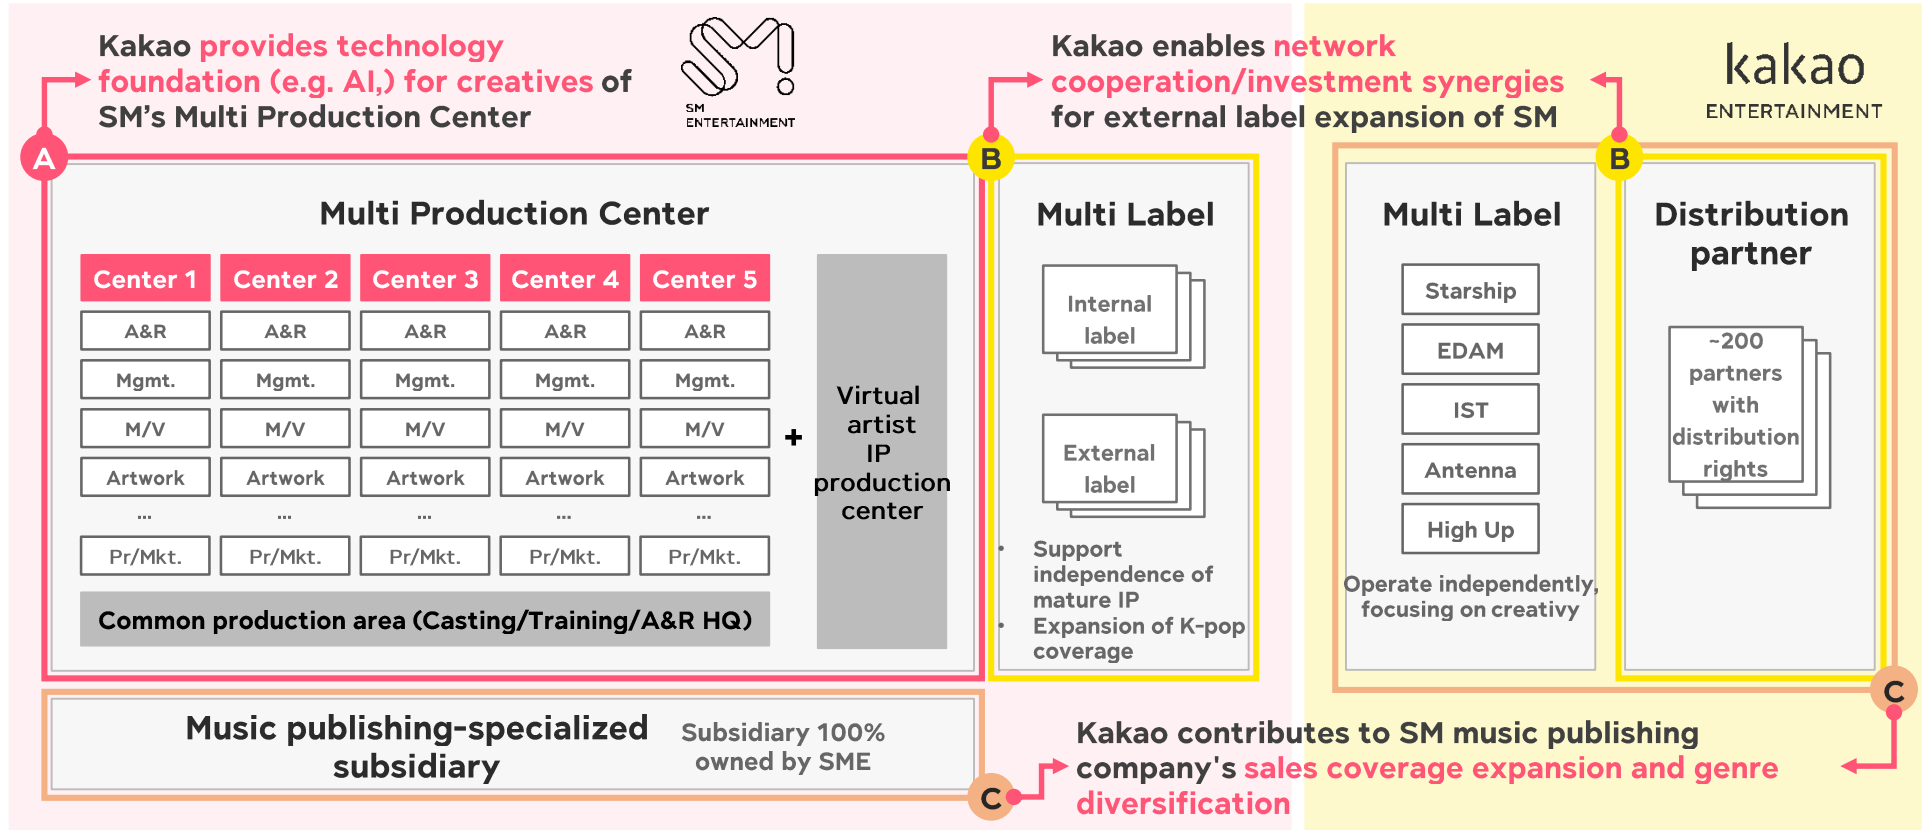 Kakao provides technology
foundation (e.g. AI,) for creatives of
SM's Multi Production Center
SM
ENTERTAINMENT
Kakao enables network
cooperation/investment synergies
for external label expansion of SM
kakao
ENTERTAINMENT
A
B
B
Multi Production Center
Center 1 Center 2 Center 3 Center 4 Center 5
A&R A&R A&R A&R A&R
Mgmt. Mgmt. Mgmt. Mgmt. Mgmt.
M/V M/V M/V M/V M/V
Artwork Artwork Artwork Artwork Artwork
... ... ... ... ...
Pr/Mkt. Pr/Mkt. Pr/Mkt. Pr/Mkt. Pr/Mkt.
Common production area (Casting/Training/A&R HQ)
+
Virtual
artist
IP
production
center
Multi Label
Internal
label
External
label
• Support
independence of
mature IP
• Expansion of K-pop
coverage
Multi Label
Starship
EDAM
IST
Antenna
High Up
Operate independently,
focusing on creativy
Distribution
partner
~200
partners
with
distribution
rights
Music publishing-specialized
subsidiary
Subsidiary 100%
owned by SME
C
C
Kakao contributes to SM music publishing
company's sales coverage expansion and genre
diversification